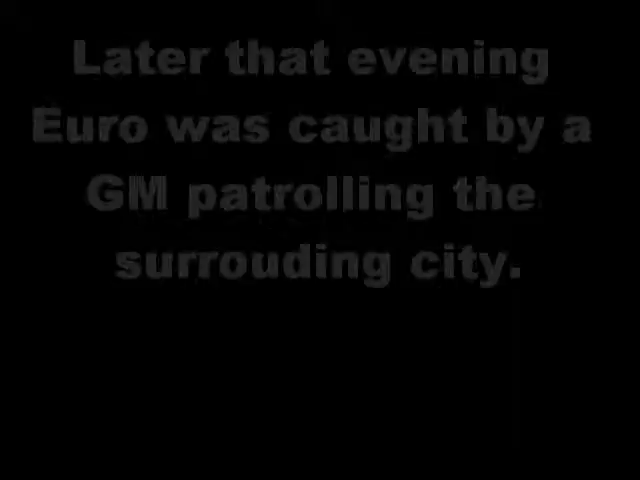 Later that evening
Euro was caught by a
GM patrolling the
surrouding city.